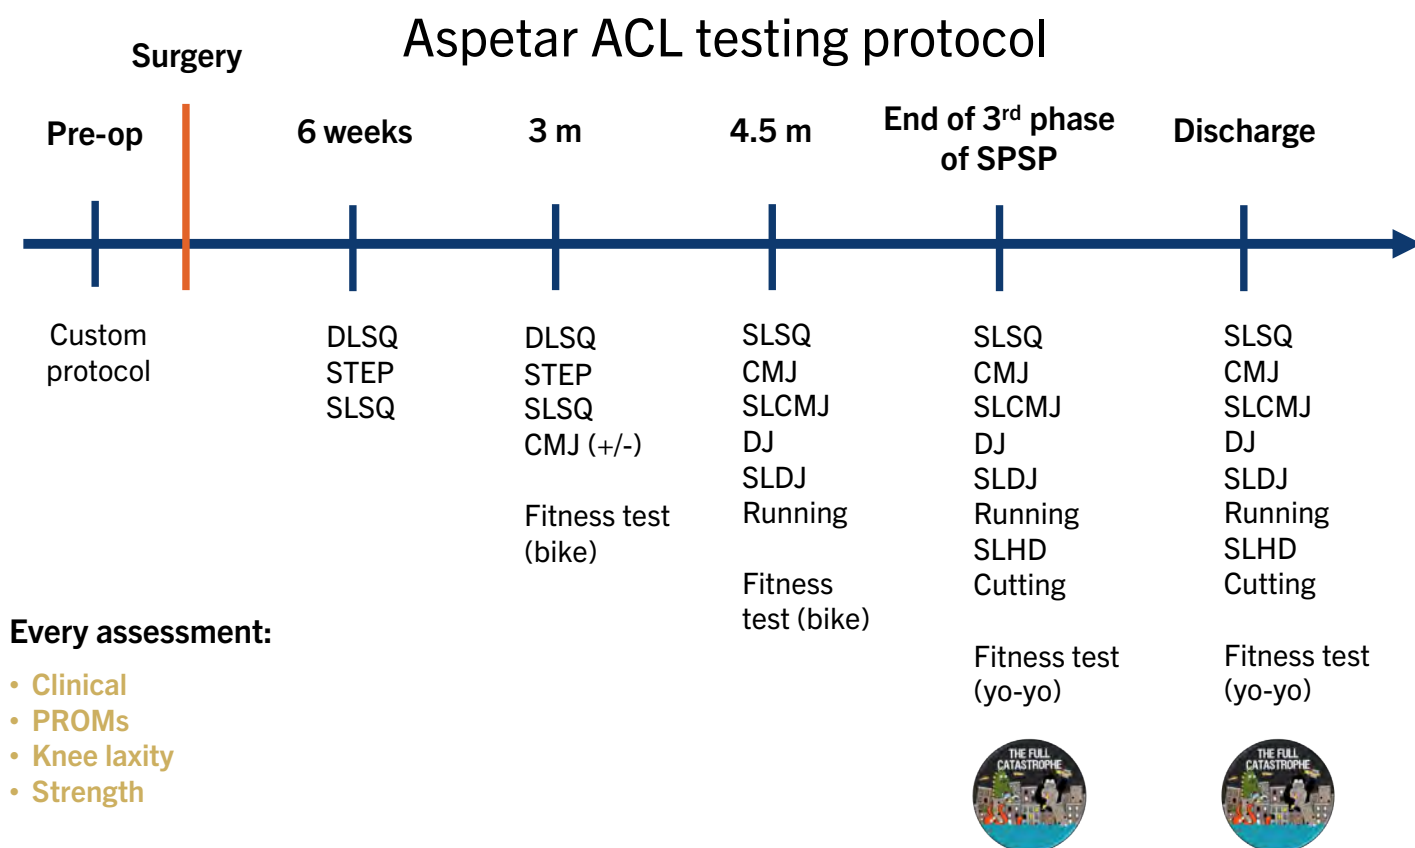 Aspetar ACL testing protocol
Surgery
Pre-op
6 weeks
3 m
4.5 m
End of 3rd phase
of SPSP
Discharge
Custom
protocol
DLSQ
STEP
SLSQ
DLSQ
STEP
SLSQ
CMJ (+/-)
Fitness test
(bike)
SLSQ
CMJ
SLCMJ
DJ
SLDJ
Running
Fitness
test (bike)
SLSQ
CMJ
SLCMJ
DJ
SLDJ
Running
SLHD
Cutting
Fitness test
(yo-yo)
THE FULL
CATASTROPHE
SLSQ
CMJ
SLCMJ
DJ
SLDJ
Running
SLHD
Cutting
Fitness test
(yo-yo)
THE FULL
CATASTROPHE
Every assessment:
• Clinical
• PROMs
• Knee laxity
• Strength